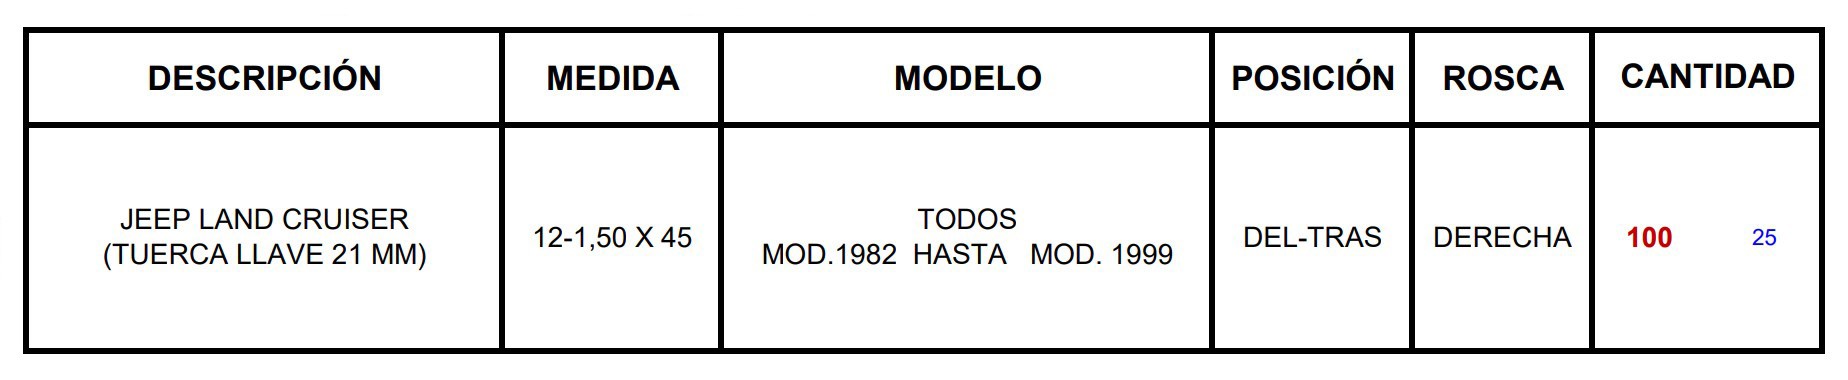 DESCRIPCIÓN MEDIDA MODELO POSICIÓN ROSCA CANTIDAD
JEEP LAND CRUISER
(TUERCA LLAVE 21 MM)
12-1,50 X 45
TODOS
MOD.1982 HASTA MOD. 1999
DEL-TRAS
DERECHA
100 25